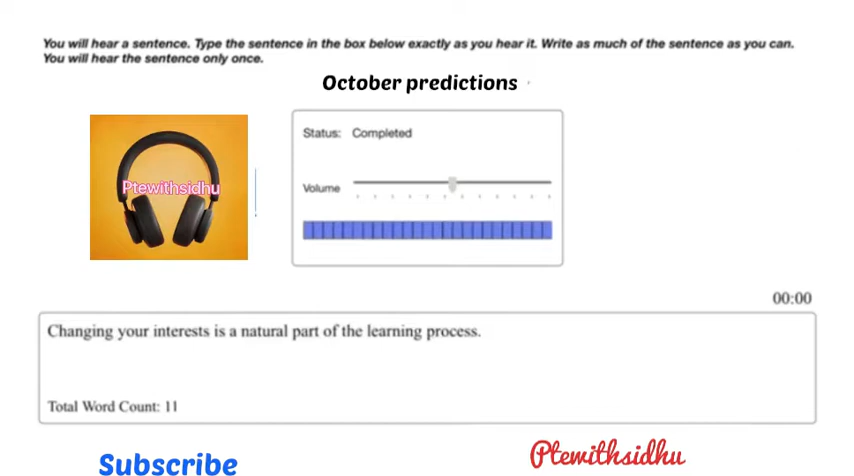 You will hear a sentence. Type the sentence in the box below exactly as you hear it. Write as much of the sentence as you can.
You will hear the sentence only once.
October predictions
Status: Completed
Ptewithsidhu
Volume
00:00
Changing your interests is a natural part of the learning process.
Total Word Count: 11
Subscribe
Ptewithsidhu